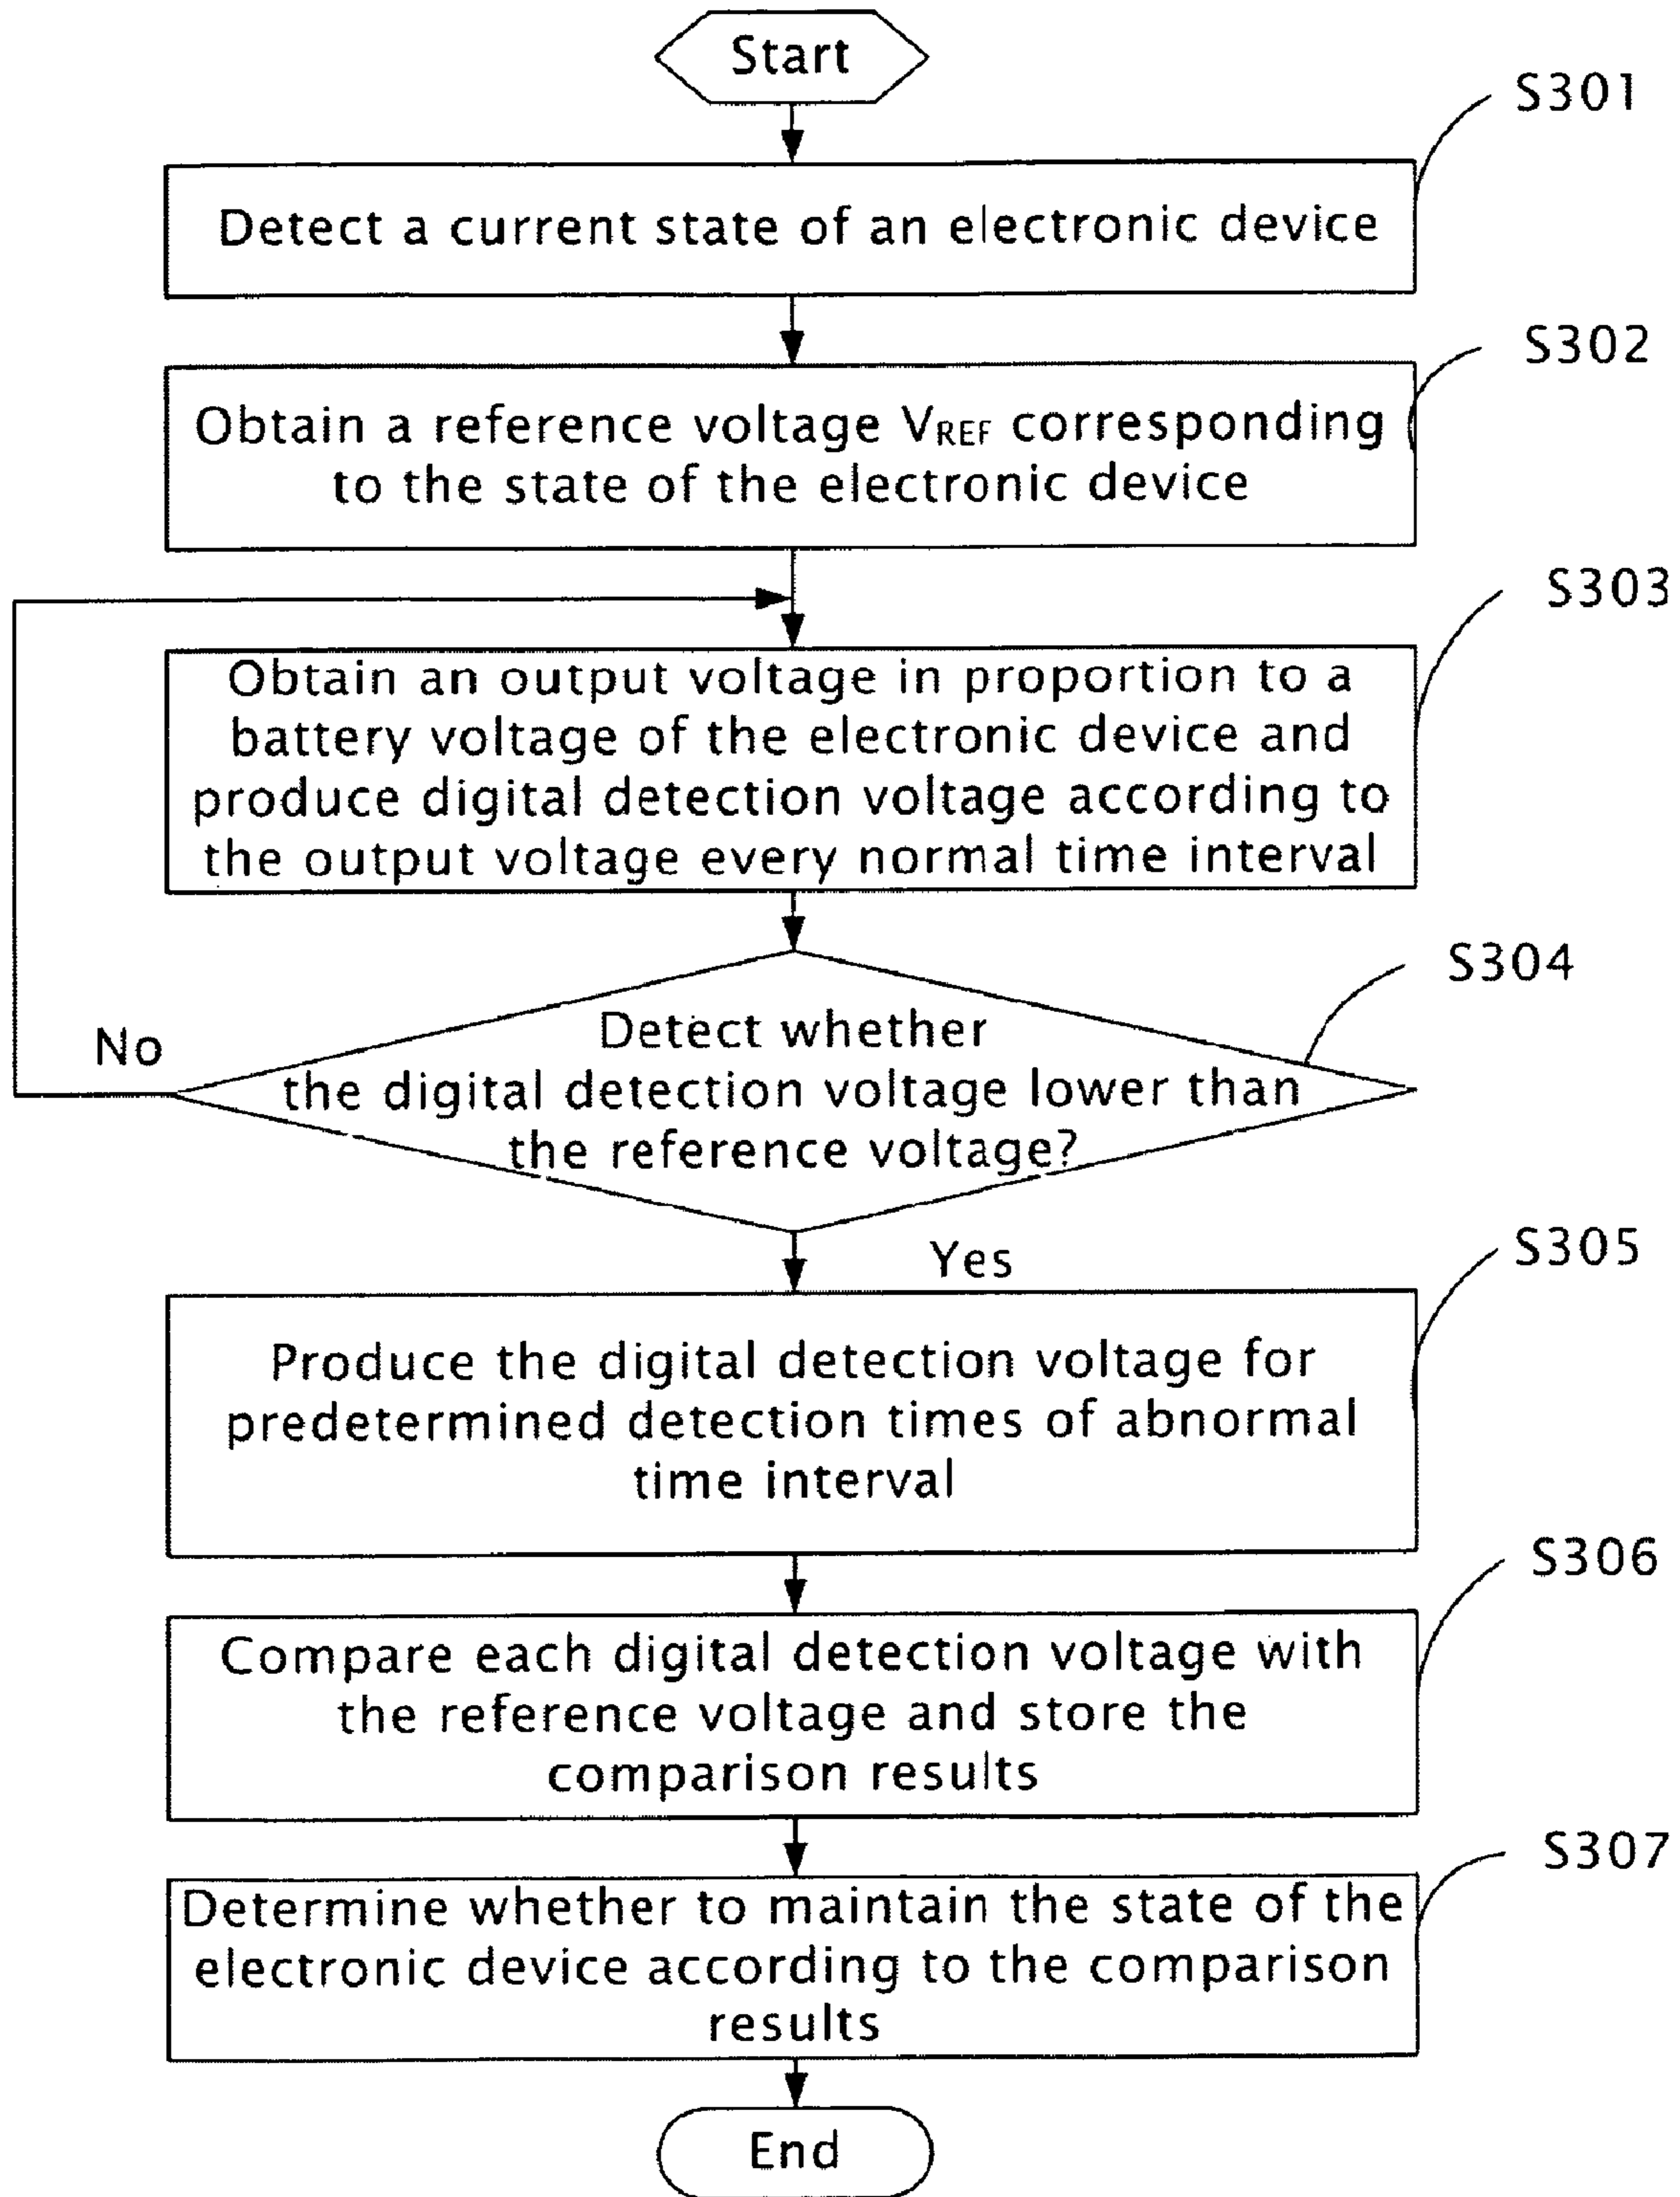 Start
S301
Detect a current state of an electronic device
S302
Obtain a reference voltage VREF corresponding
to the state of the electronic device
S303
Obtain an output voltage in proportion to a
battery voltage of the electronic device and
produce digital detection voltage according to
the output voltage every normal time interval
S304
Detect whether
the digital detection voltage lower than
the reference voltage?
No
Yes
S305
Produce the digital detection voltage for
predetermined detection times of abnormal
time interval
S306
Compare each digital detection voltage with
the reference voltage and store the
comparison results
S307
Determine whether to maintain the state of the
electronic device according to the comparison
results
End